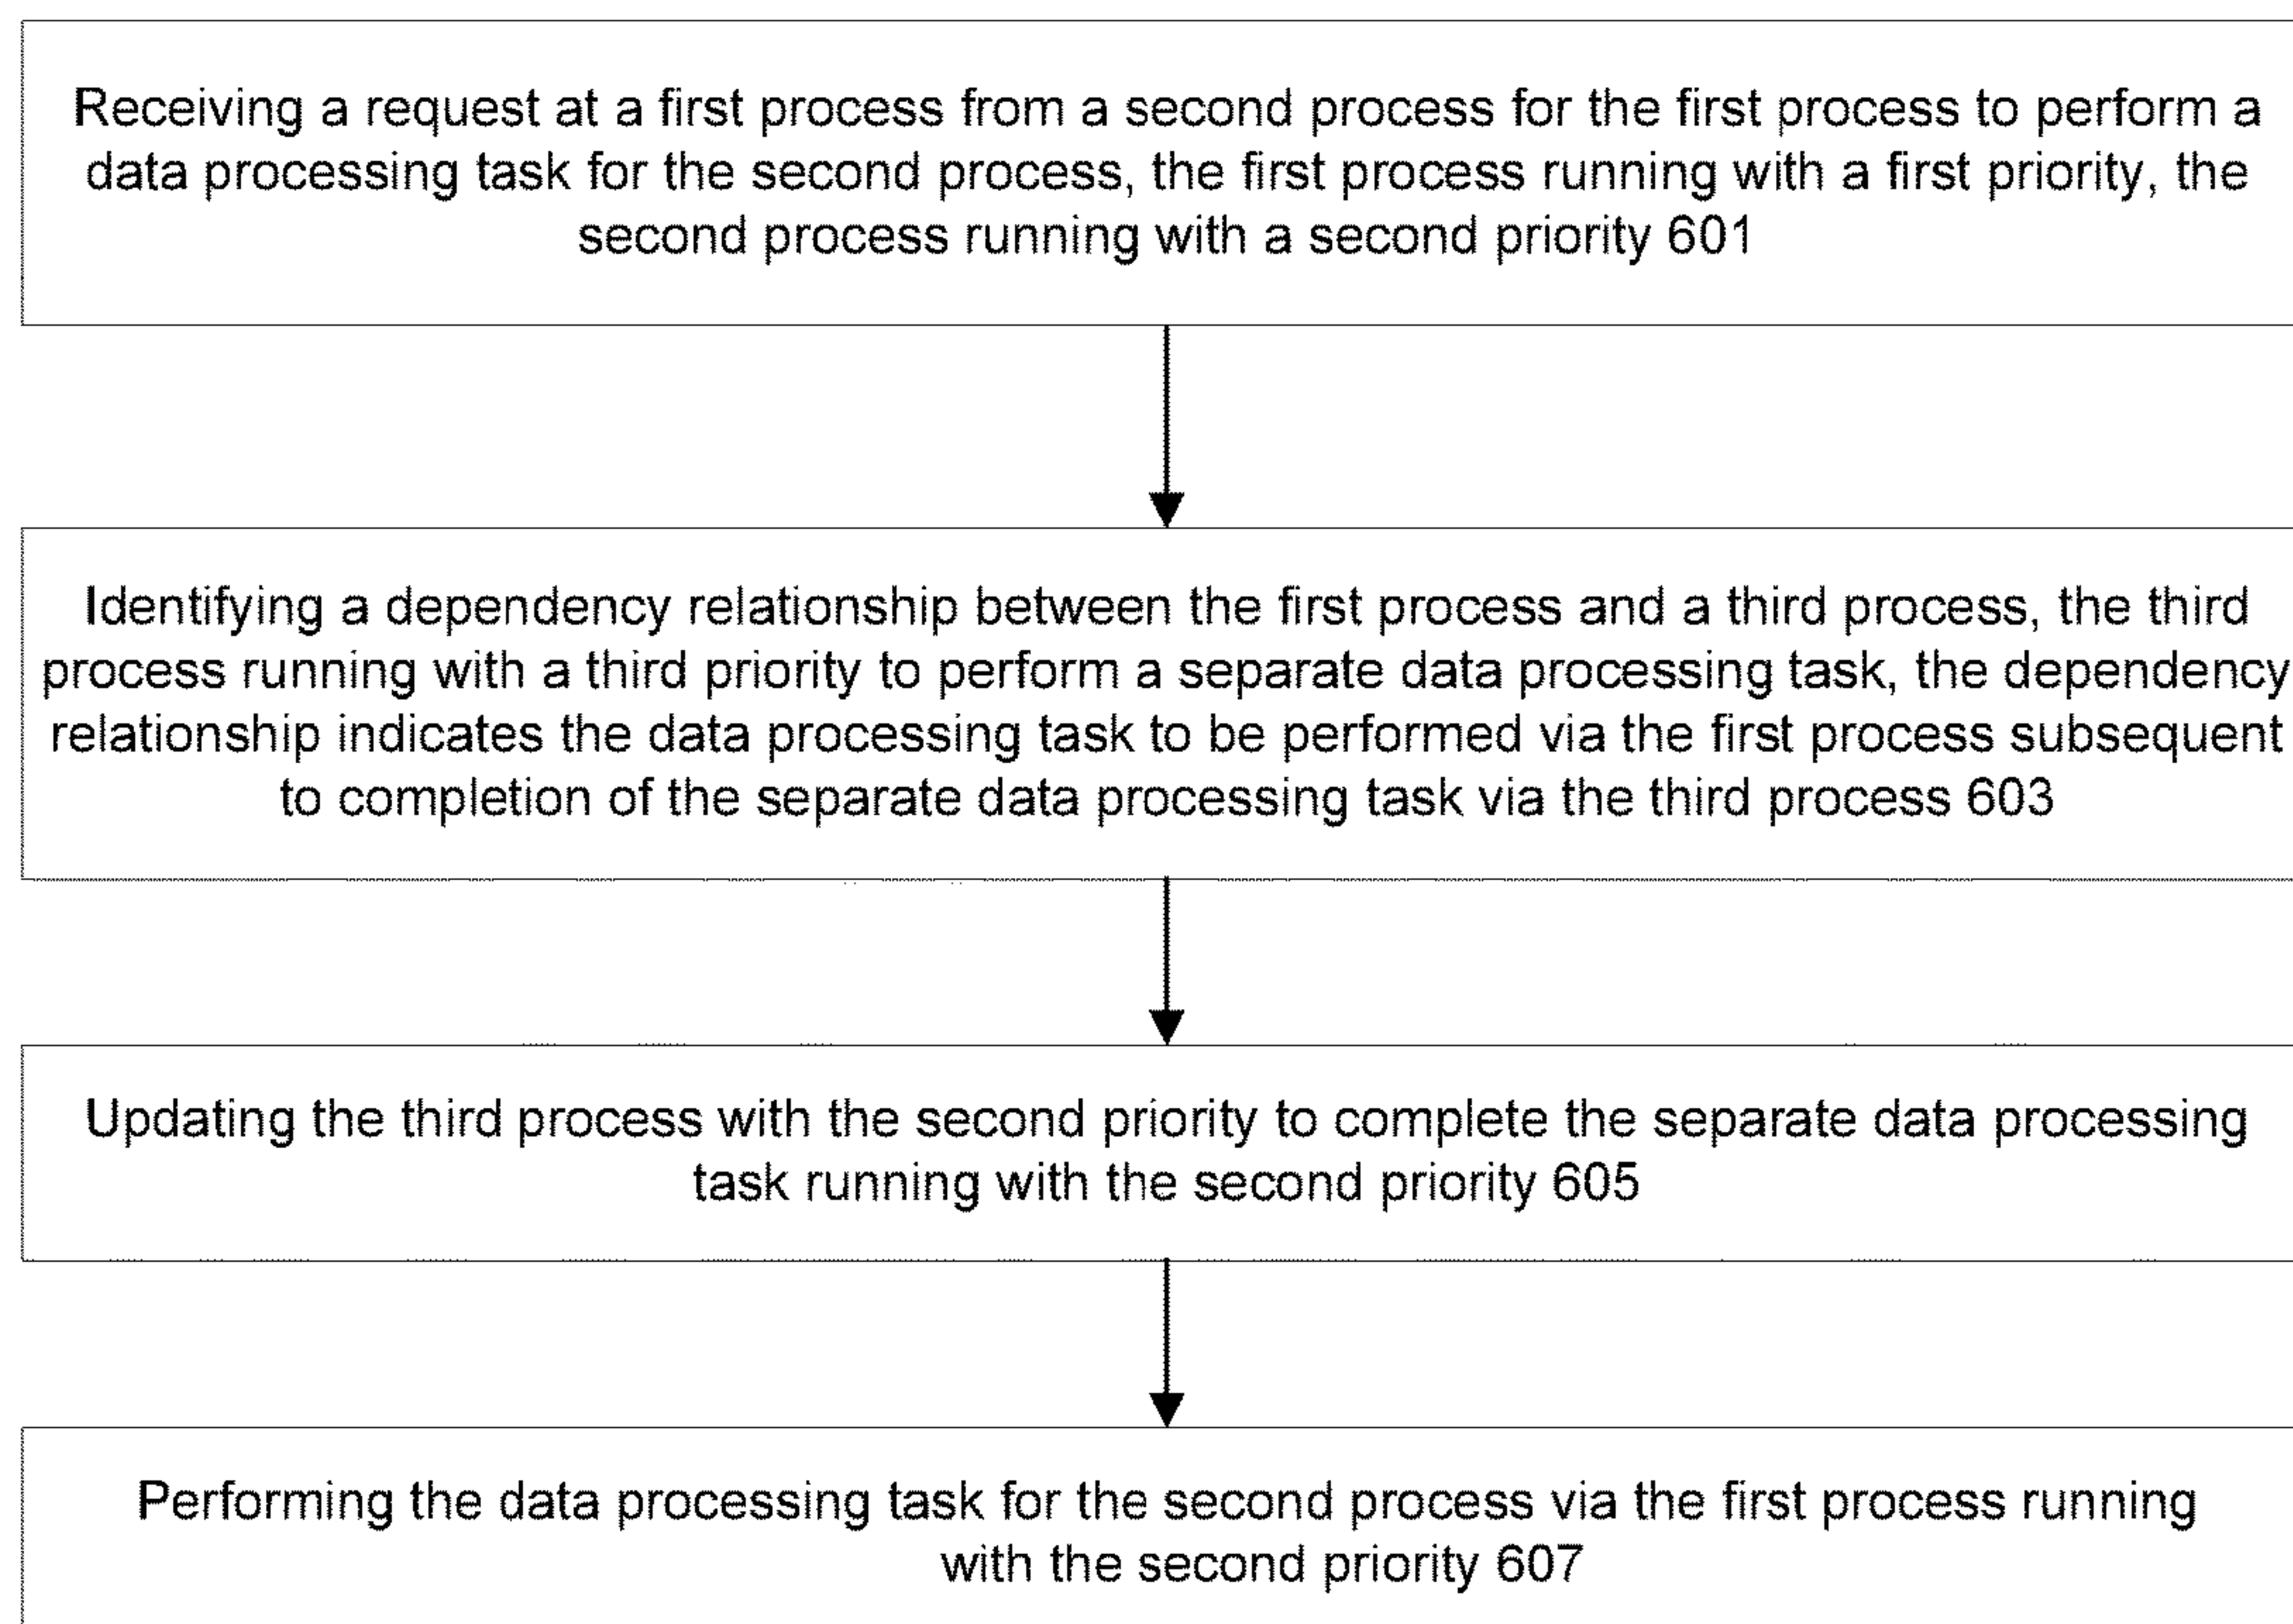 Receiving a request at a first process from a second process for the first process to perform a
data processing task for the second process, the first process running with a first priority, the
second process running with a second priority 601
Identifying a dependency relationship between the first process and a third process, the third
process running with a third priority to perform a separate data processing task, the dependency
relationship indicates the data processing task to be performed via the first process subsequent
to completion of the separate data processing task via the third process 603
Updating the third process with the second priority to complete the separate data processing
task running with the second priority 605
Performing the data processing task for the second process via the first process running
with the second priority 607